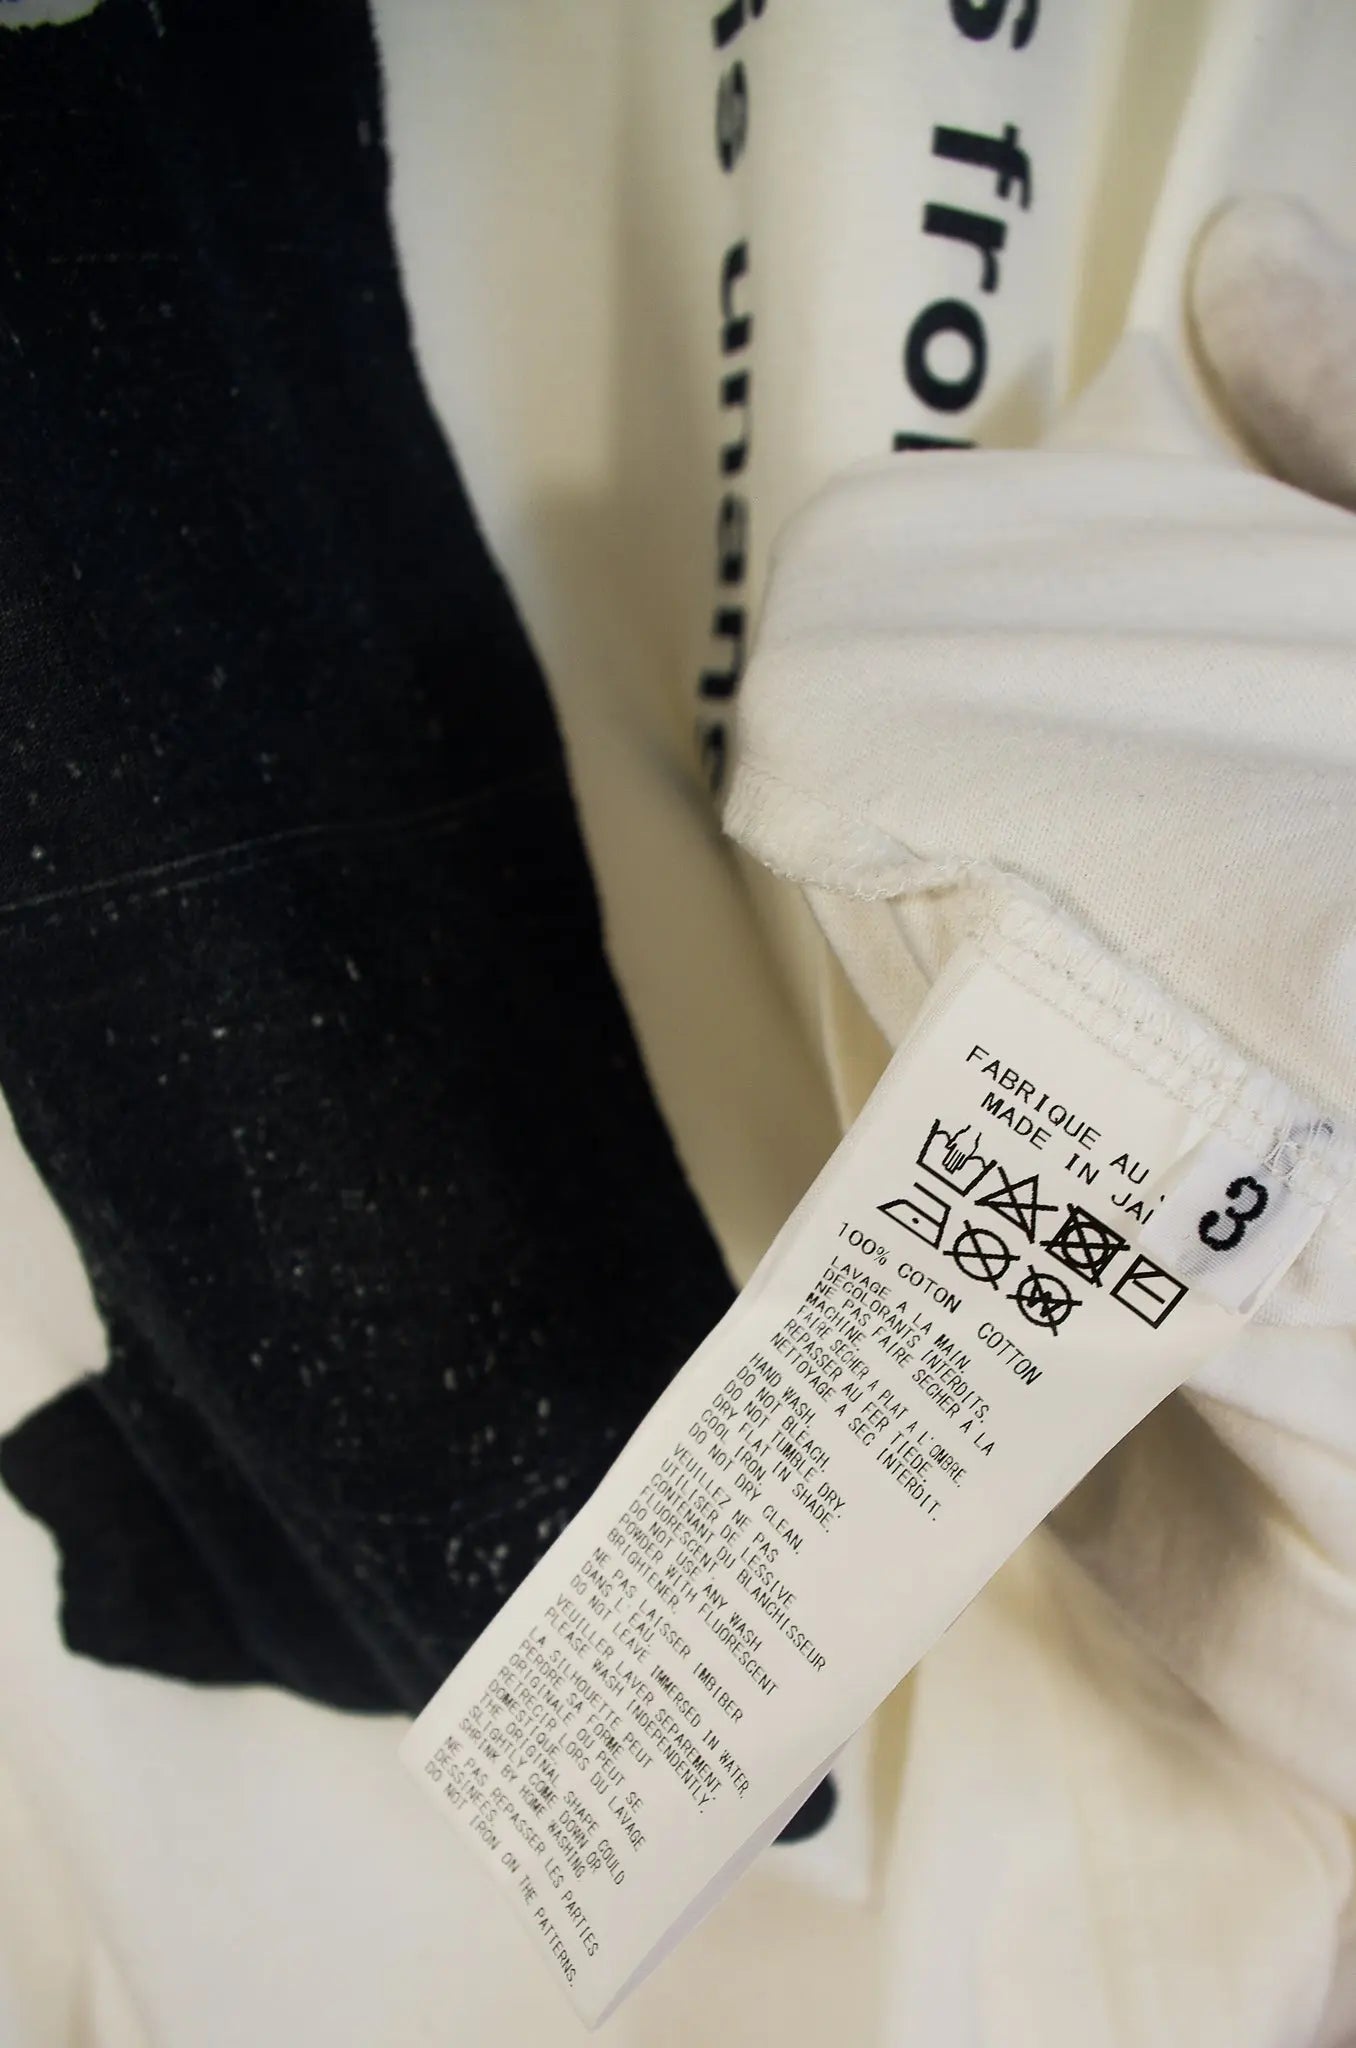 s from
is unand
FABRIQUE AU
MADE IN JA
3
100% COTON COTTON
LAVAGE A LA MAIN.
DECOLORANTS INTERDITS.
NE PAS FAIRE SECHER A LA
MACHINE.
FAIRE SECHER A PLAT A L'OMBRE.
REPASSER AU FER TIEDE.
NETTOYAGE A SEC INTERDIT.
HAND WASH.
DO NOT BLEACH.
DO NOT TUMBLE DRY.
DRY FLAT IN SHADE.
COOL IRON.
DO NOT DRY CLEAN.
VEUILLEZ NE PAS
UTILISER DE LESSIVE
CONTENANT DU BLANCHISSEUR
FLUORESCENT.
DO NOT USE ANY WASH
POWDER WITH FLUORESCENT
BRIGHTENER.
NE PAS LAISSER IMBIBER
DANS L'EAU.
DO NOT LEAVE IMMERSED IN WATER.
VEUILLER LAVER SEPAREMENT.
PLEASE WASH INDEPENDENTLY.
LA SILHOUETTE PEUT
PERDRE SA FORME
ORIGINALE OU PEUT SE
RETRECIR LORS DU LAVAGE
DOMESTIQUE.
THE ORIGINAL SHAPE COULD
SLIGHTLY COME DOWN OR
SHRINK BY HOME WASHING.
NE PAS REPASSER LES PARTIES
DESSINEES.
DO NOT IRON ON THE PATTERNS.